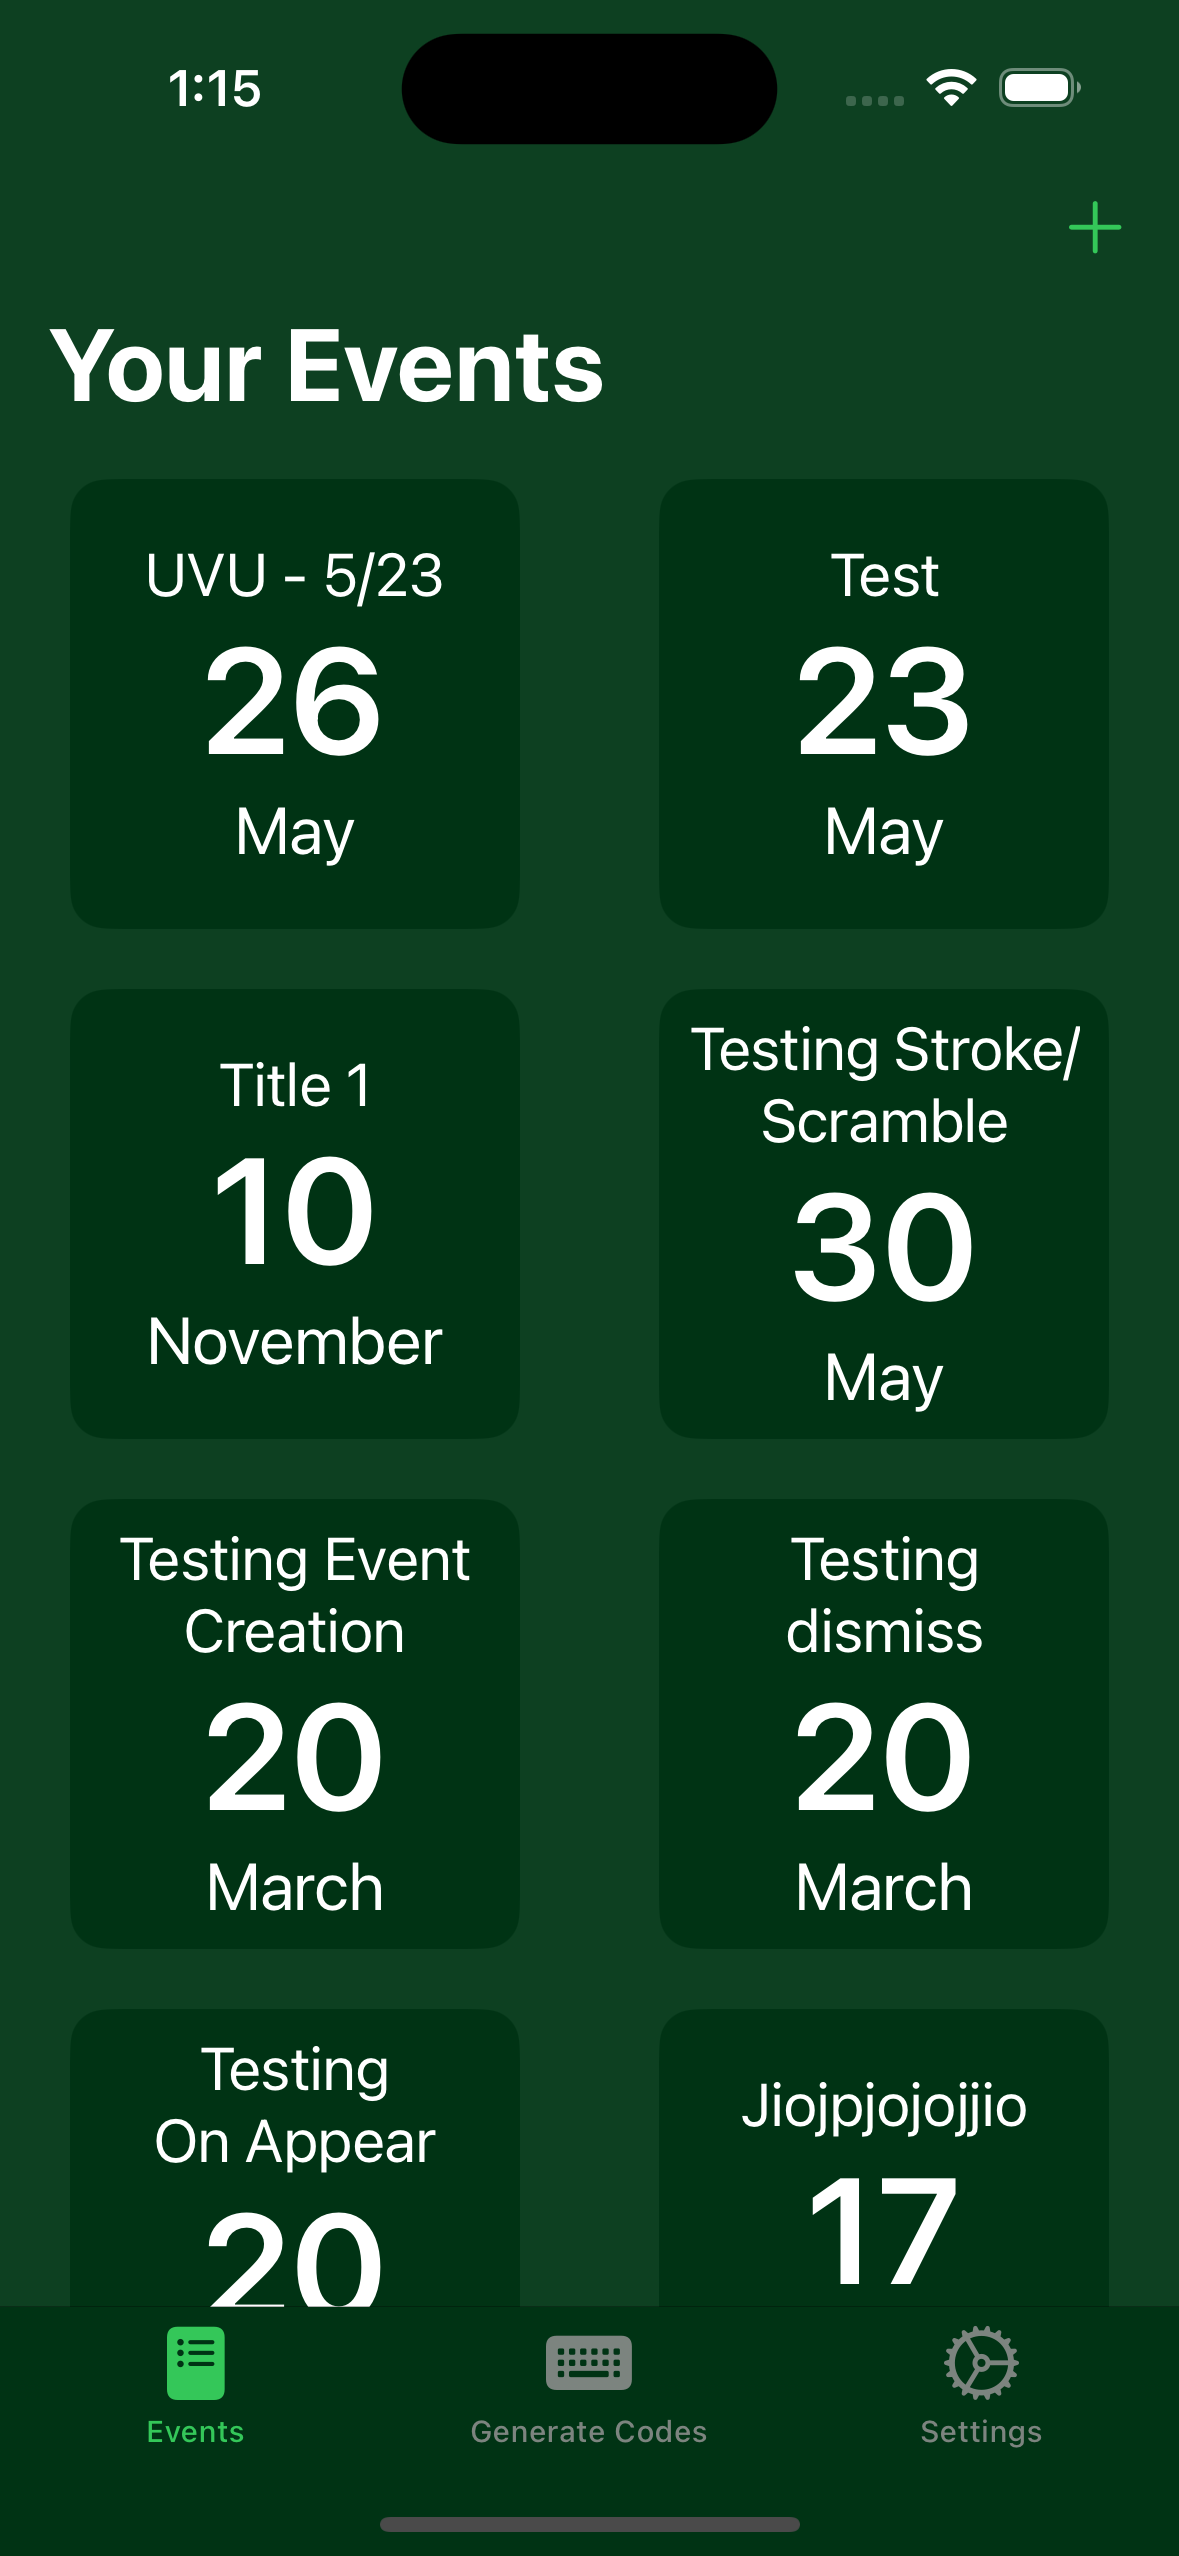 1:15
Your Events
UVU - 5/23
26
May
Test
23
May
Title 1
10
November
Testing Stroke/
Scramble
30
May
Testing Event
Creation
20
March
Testing
dismiss
20
March
Testing
On Appear
20
Jiojpjojojjio
17
Events
Generate Codes
Settings